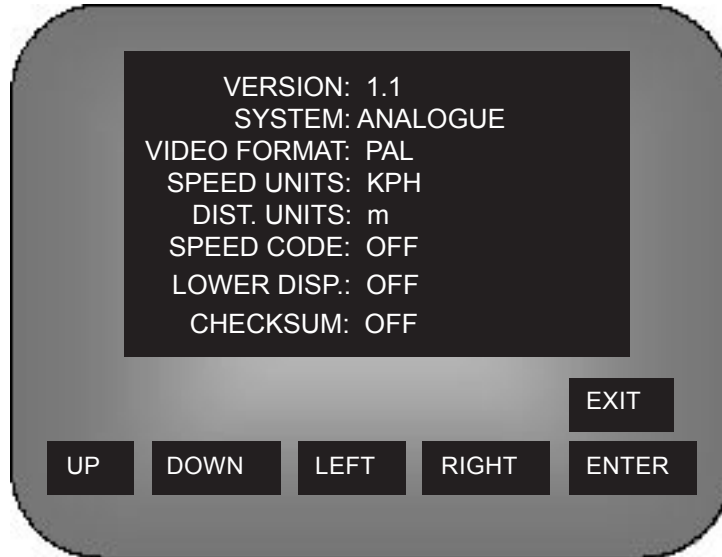 VERSION: 1.1
SYSTEM: ANALOGUE
VIDEO FORMAT: PAL
SPEED UNITS: KPH
DIST. UNITS: m
SPEED CODE: OFF
LOWER DISP.: OFF
CHECKSUM: OFF
EXIT
UP DOWN LEFT RIGHT ENTER